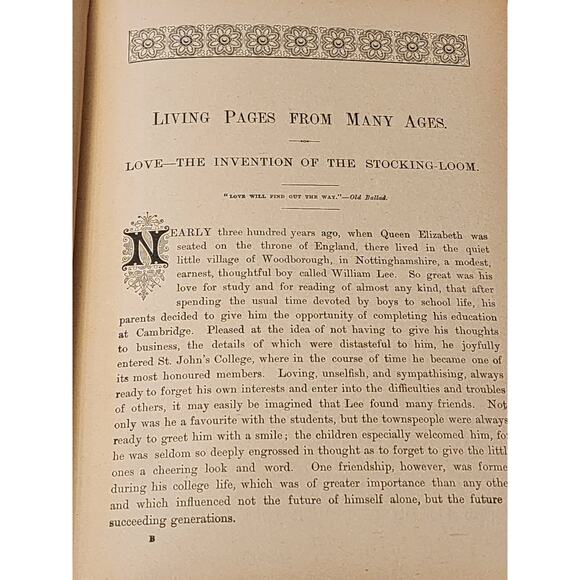 LIVING PAGES FROM MANY AGES.
LOVE—THE INVENTION OF THE STOCKING-LOOM.
"LOVE WILL FIND OUT THE WAY."—Old Ballad.
NEARLY three hundred years ago, when Queen Elizabeth was
seated on the throne of England, there lived in the quiet
little village of Woodborough, in Nottinghamshire, a modest,
earnest, thoughtful boy called William Lee. So great was his
love for study and for reading of almost any kind, that after
spending the usual time devoted by boys to school life, his
parents decided to give him the opportunity of completing his education
at Cambridge. Pleased at the idea of not having to give his thoughts
to business, the details of which were distasteful to him, he joyfully
entered St. John's College, where in the course of time he became one of
its most honoured members. Loving, unselfish, and sympathising, always
ready to forget his own interests and enter into the difficulties and troubles
of others, it may easily be imagined that Lee found many friends. Not
only was he a favourite with the students, but the townspeople were always
ready to greet him with a smile; the children especially welcomed him, fo
he was seldom so deeply engrossed in thought as to forget to give the littl
ones a cheering look and word. One friendship, however, was forme
during his college life, which was of greater importance than any othe
and which influenced not the future of himself alone, but the future
succeeding generations.
B